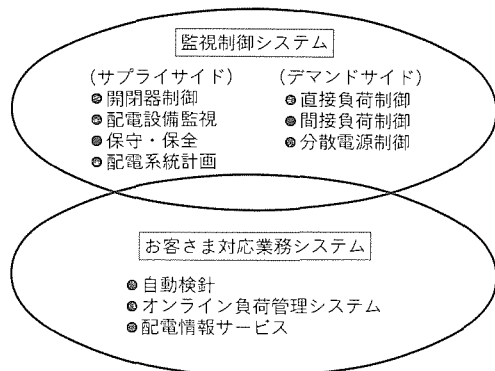 監視制御システム
(サプライサイド)
●開閉器制御
●配電設備監視
●保守・保全
●配電系統計画
(デマンドサイド)
●直接負荷制御
●間接負荷制御
●分散電源制御
お客さま対応業務システム
●自動検針
●オンライン負荷管理システム
●配電情報サービス